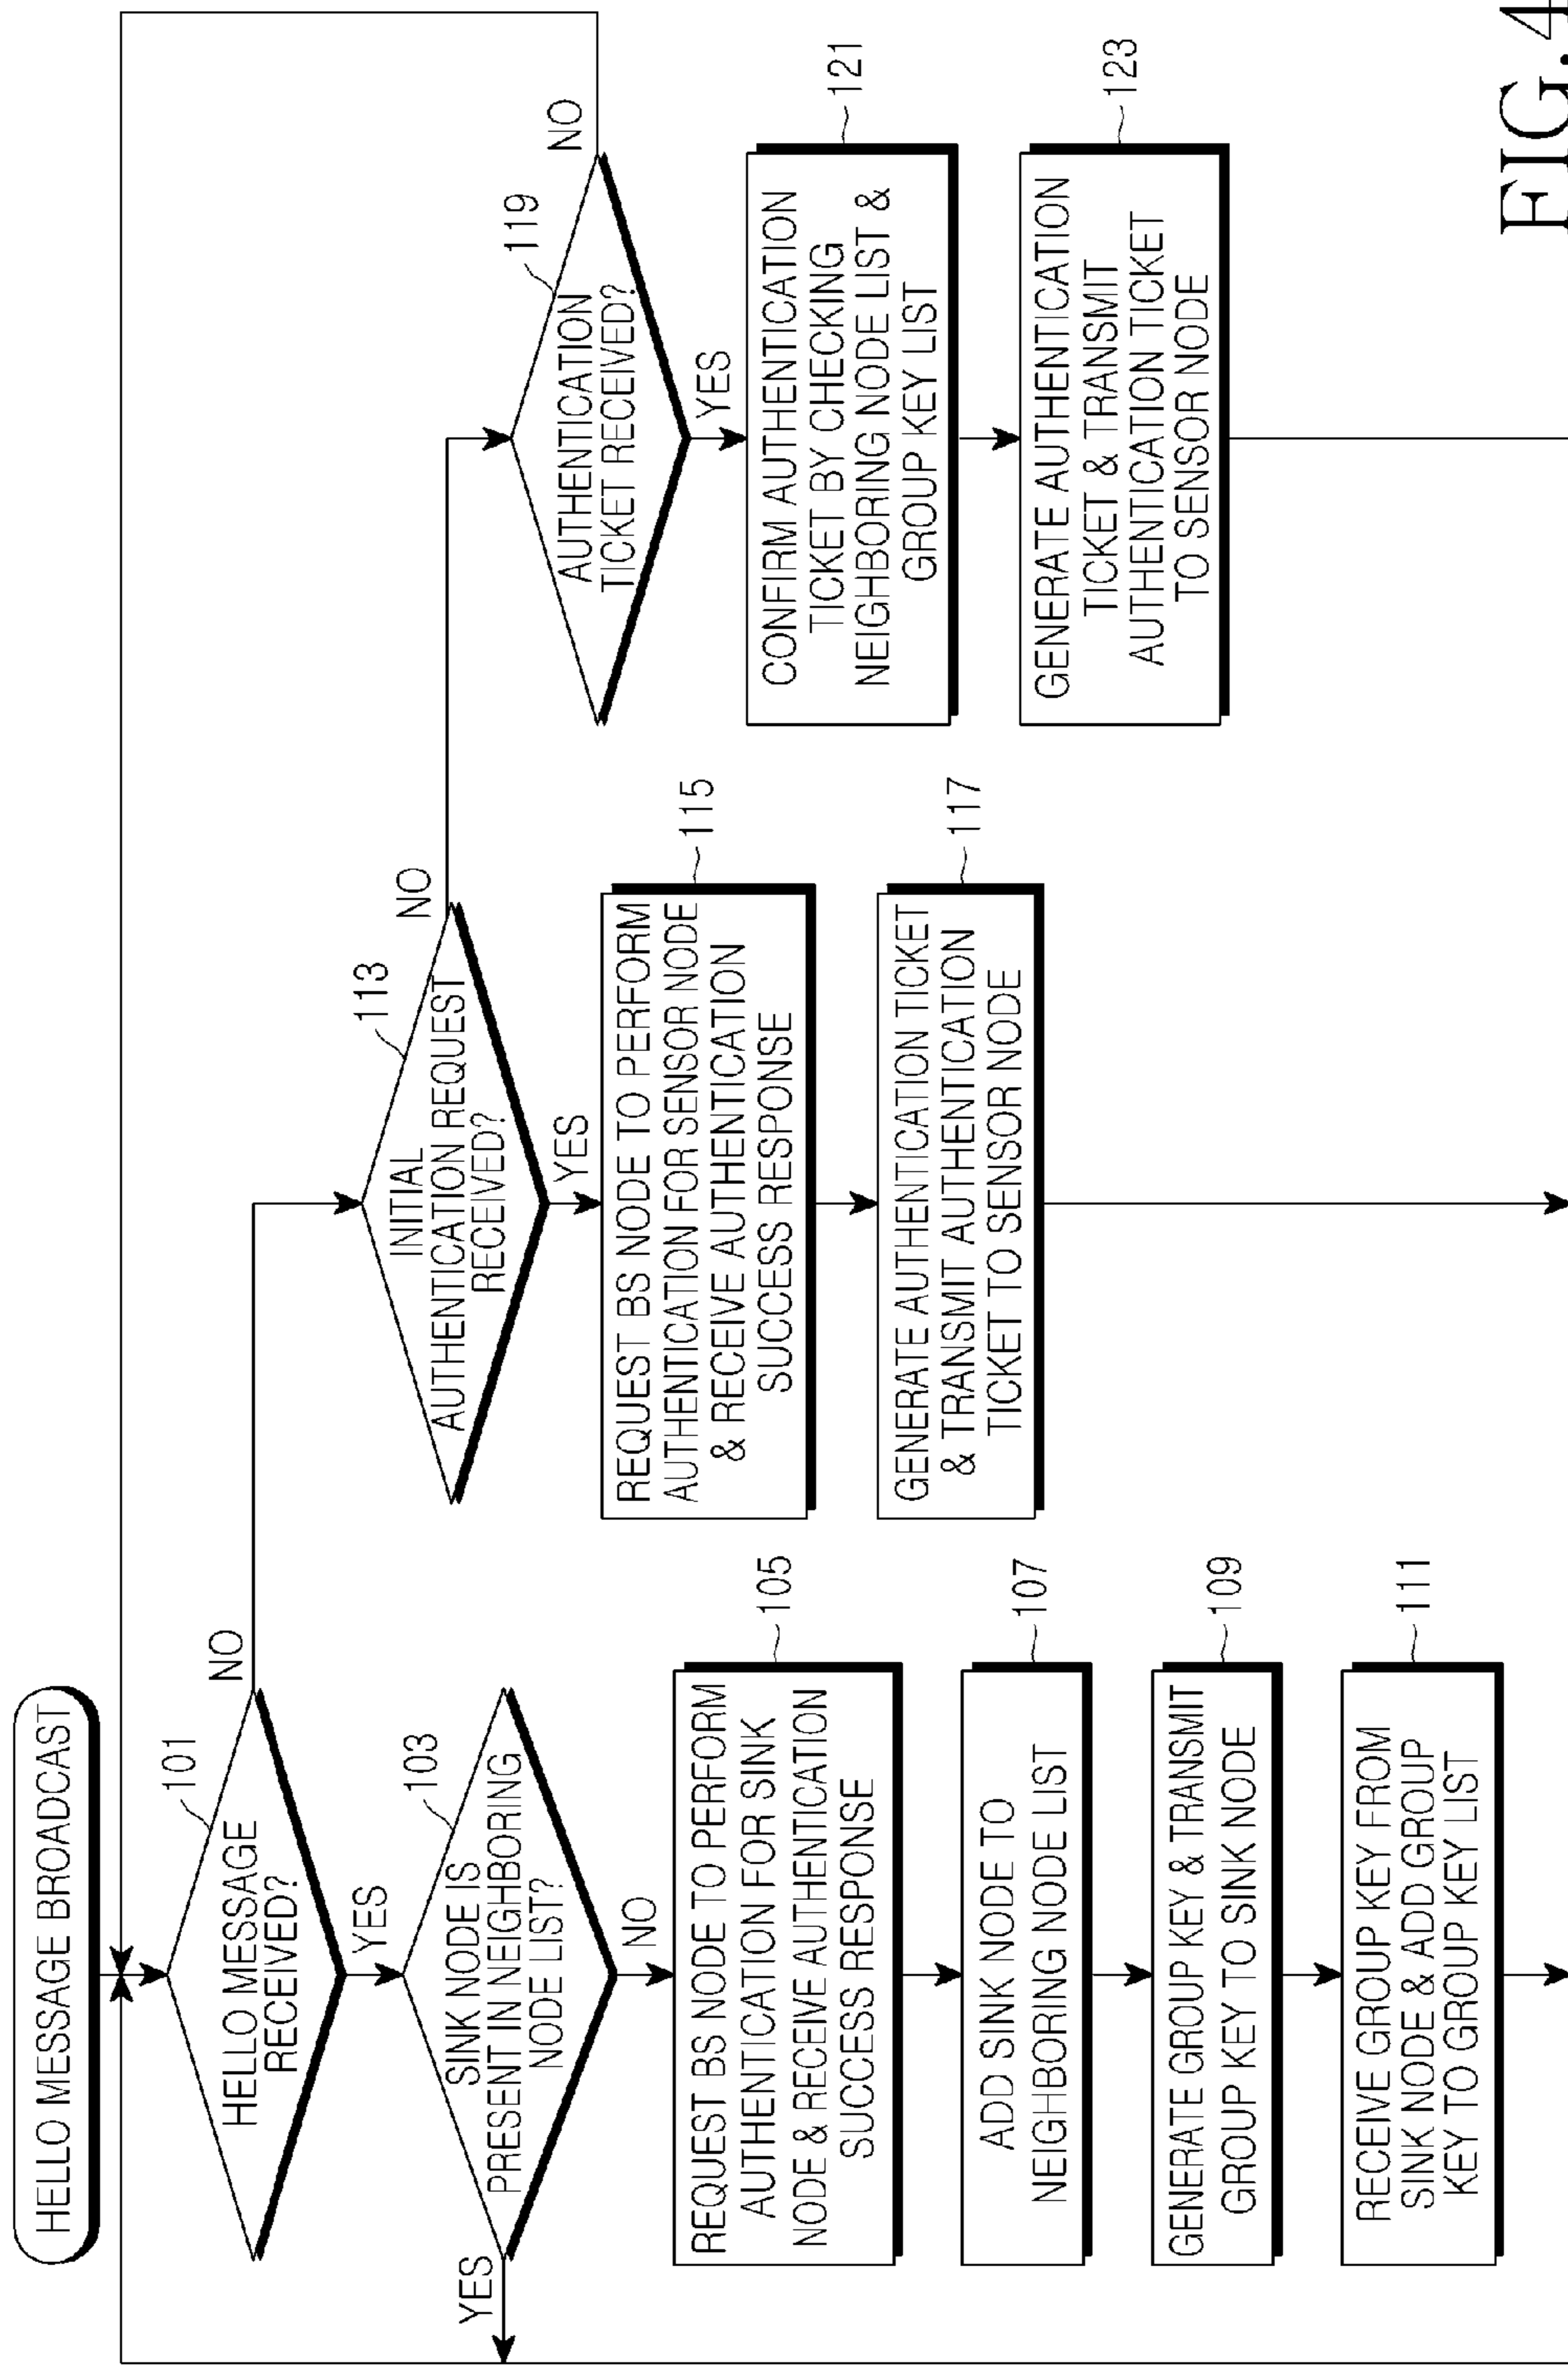 HELLO MESSAGE BROADCAST
101
HELLO MESSAGE
RECEIVED?
NO
YES
103
SINK NODE IS
PRESENT IN NEIGHBORING
NODE LIST?
YES
NO
REQUEST BS NODE TO PERFORM
AUTHENTICATION FOR SINK
NODE & RECEIVE AUTHENTICATION
SUCCESS RESPONSE
105
ADD SINK NODE TO
NEIGHBORING NODE LIST
107
GENERATE GROUP KEY & TRANSMIT
GROUP KEY TO SINK NODE
109
RECEIVE GROUP KEY FROM
SINK NODE & ADD GROUP
KEY TO GROUP KEY LIST
111
113
INITIAL
AUTHENTICATION REQUEST
RECEIVED?
NO
YES
REQUEST BS NODE TO PERFORM
AUTHENTICATION FOR SENSOR NODE
& RECEIVE AUTHENTICATION
SUCCESS RESPONSE
115
GENERATE AUTHENTICATION TICKET
& TRANSMIT AUTHENTICATION
TICKET TO SENSOR NODE
117
119
AUTHENTICATION
TICKET RECEIVED?
NO
YES
CONFIRM AUTHENTICATION
TICKET BY CHECKING
NEIGHBORING NODE LIST &
GROUP KEY LIST
121
GENERATE AUTHENTICATION
TICKET & TRANSMIT
AUTHENTICATION TICKET
TO SENSOR NODE
123
FIG.4